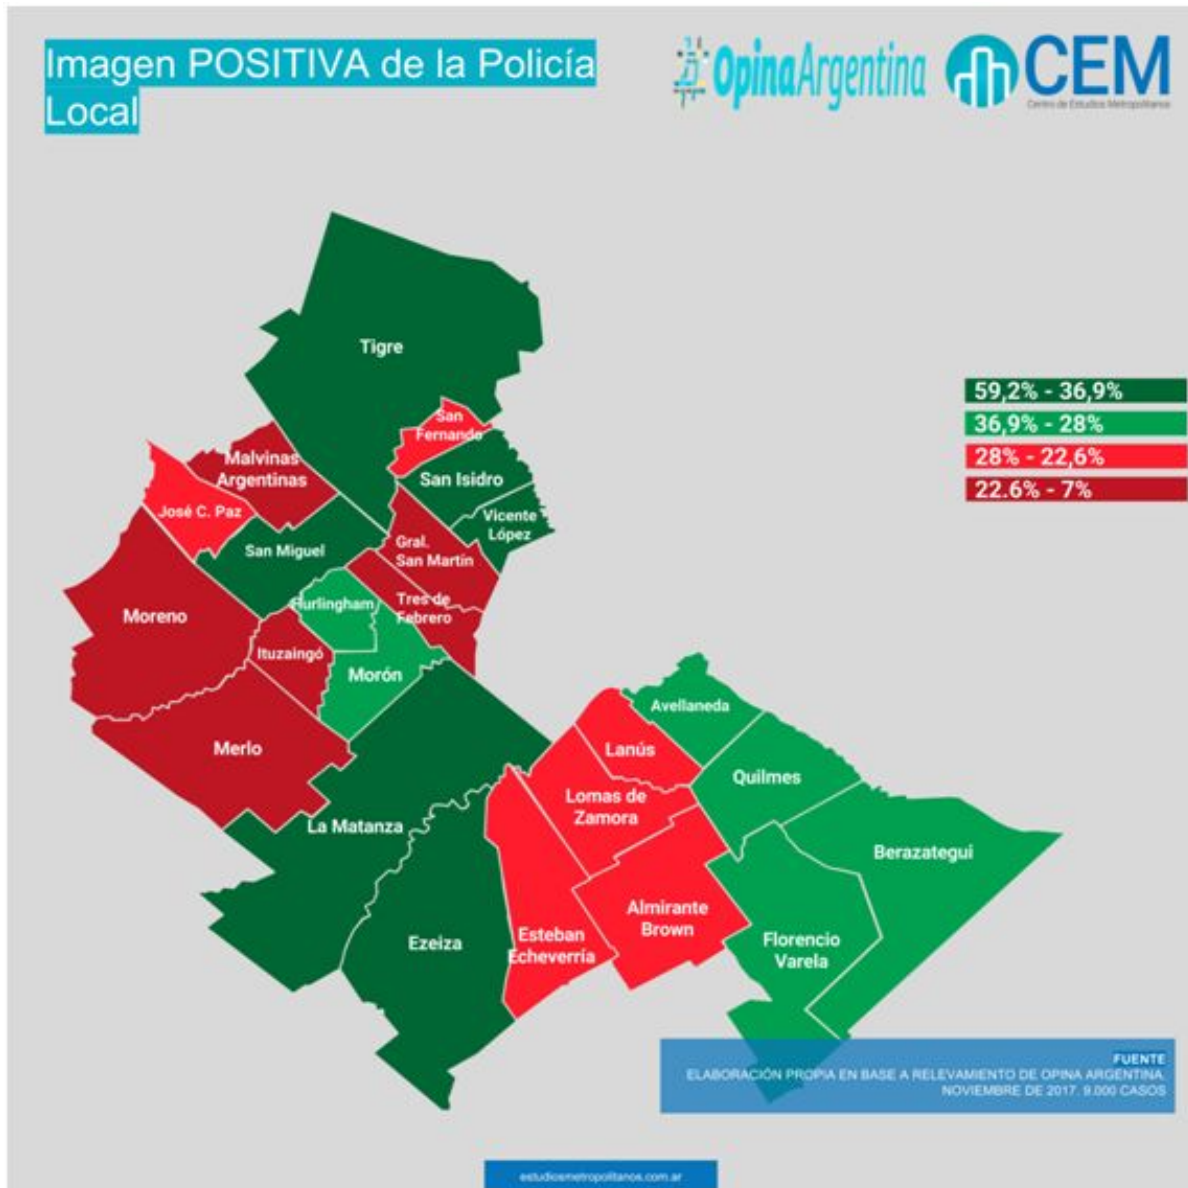 Imagen POSITIVA de la Policía
Local
OpinaArgentina
CEM
Centro de Estudios Metropolitanos
Tigre
San
Fernando
Malvinas
Argentinas
San Isidro
José C. Paz
Vicente
López
San Miguel
Gral.
San Martín
Hurlingham
Tres de
Febrero
Moreno
Ituzaingó
Morón
Merlo
Avellaneda
Lanús
Quilmes
Lomas de
Zamora
La Matanza
Berazategui
Almirante
Brown
Ezeiza
Esteban
Echeverría
Florencio
Varela
59,2% - 36,9%
36,9% - 28%
28% - 22,6%
22.6% - 7%
FUENTE
ELABORACIÓN PROPIA EN BASE A RELEVAMIENTO DE OPINA ARGENTINA.
NOVIEMBRE DE 2017. 9.000 CASOS
estudiosmetropolitanos.com.ar